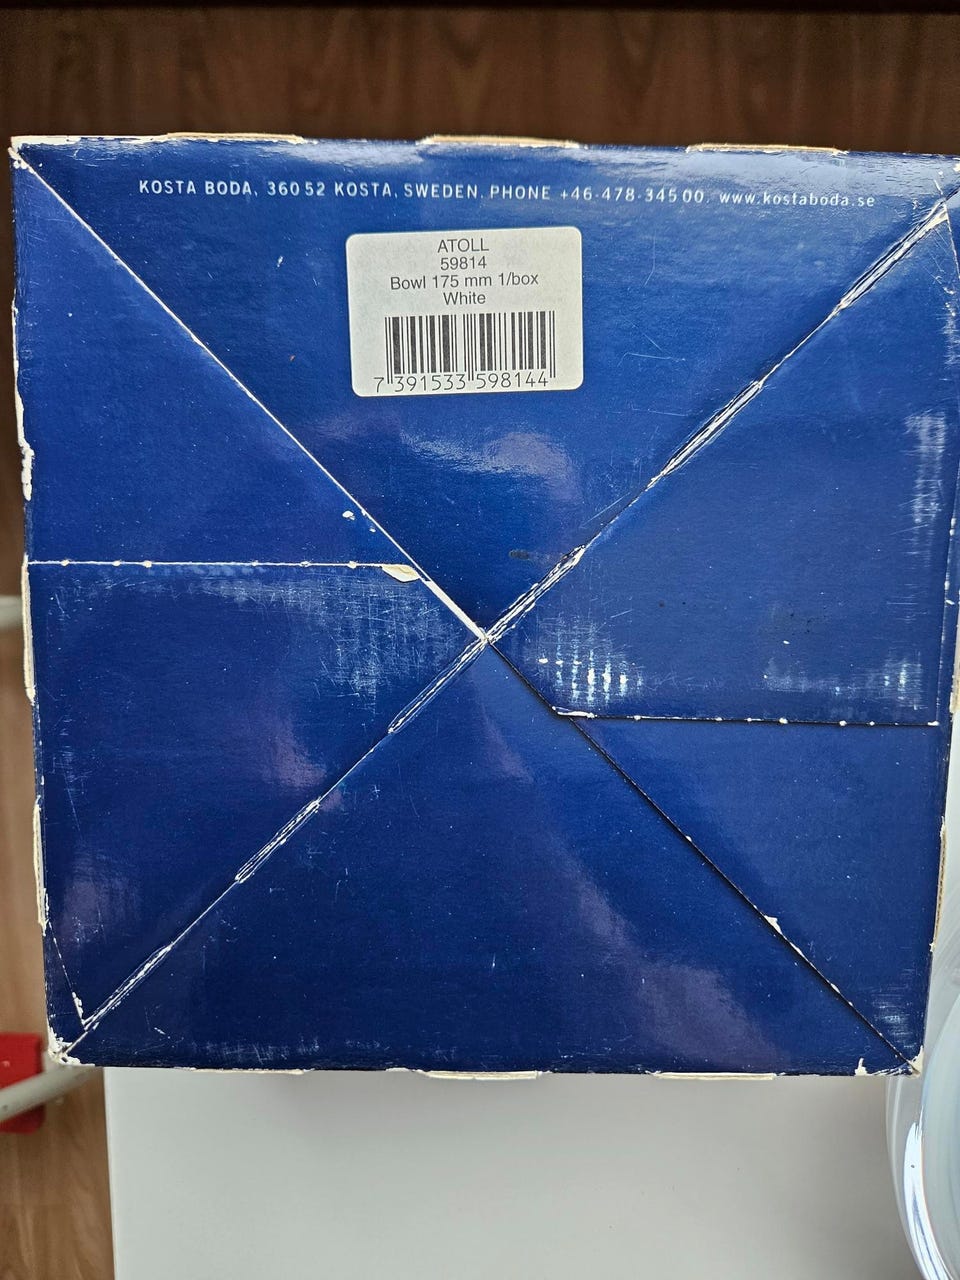 KOSTA BODA, 360 52 KOSTA, SWEDEN. PHONE +46-478-345 00. www.kostaboda.se
ATOLL
59814
Bowl 175 mm 1/box
White
7 391533 598144